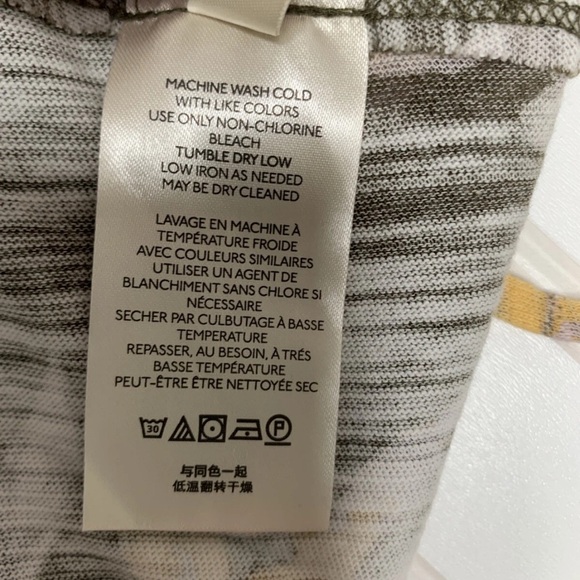 MACHINE WASH COLD
WITH LIKE COLORS
USE ONLY NON-CHLORINE
BLEACH
TUMBLE DRY LOW
LOW IRON AS NEEDED
MAY BE DRY CLEANED
LAVAGE EN MACHINE À
TEMPÉRATURE FROIDE
AVEC COULEURS SIMILAIRES
UTILISER UN AGENT DE
BLANCHIMENT SANS CHLORE SI
NÉCESSAIRE
SECHER PAR CULBUTAGE À BASSE
TEMPERATURE
REPASSER, AU BESOIN, À TRÉS
BASSE TEMPÉRATURE
PEUT-ÊTRE ÊTRE NETTOYÉE SEC
30 P
与同色一起
低温翻转干燥